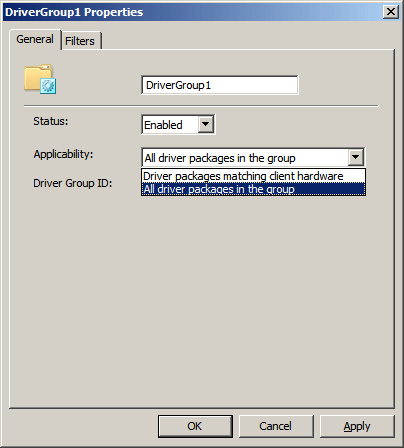 DriverGroup1 Properties
General Filters
DriverGroup1
Status: Enabled
Applicability: All driver packages in the group
Driver packages matching client hardware
Driver Group ID: All driver packages in the group
OK Cancel Apply